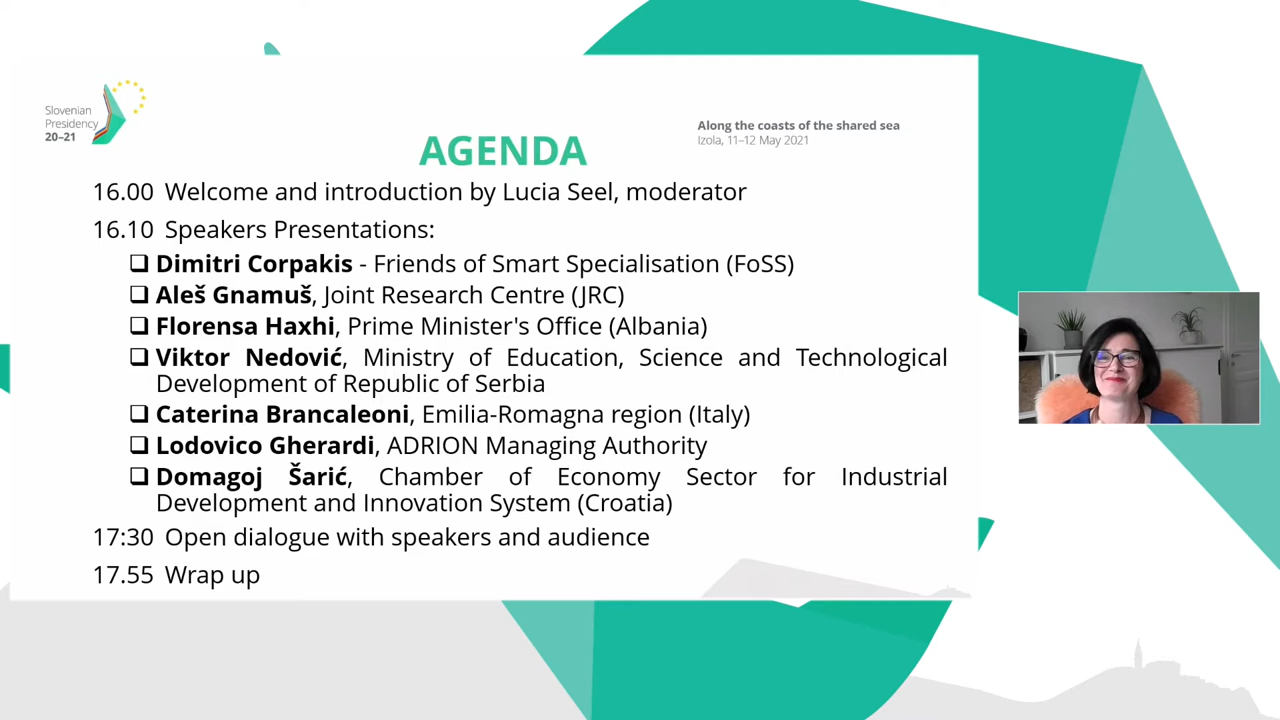 Slovenian
Presidency
20–21
Along the coasts of the shared sea
Izola, 11–12 May 2021
AGENDA
16.00 Welcome and introduction by Lucia Seel, moderator
16.10 Speakers Presentations:
❑ Dimitri Corpakis - Friends of Smart Specialisation (FoSS)
❑ Aleš Gnamuš, Joint Research Centre (JRC)
❑ Florensa Haxhi, Prime Minister's Office (Albania)
❑ Viktor Nedović, Ministry of Education, Science and Technological
Development of Republic of Serbia
❑ Caterina Brancaleoni, Emilia-Romagna region (Italy)
❑ Lodovico Gherardi, ADRION Managing Authority
❑ Domagoj Šarić, Chamber of Economy Sector for Industrial
Development and Innovation System (Croatia)
17:30 Open dialogue with speakers and audience
17.55 Wrap up